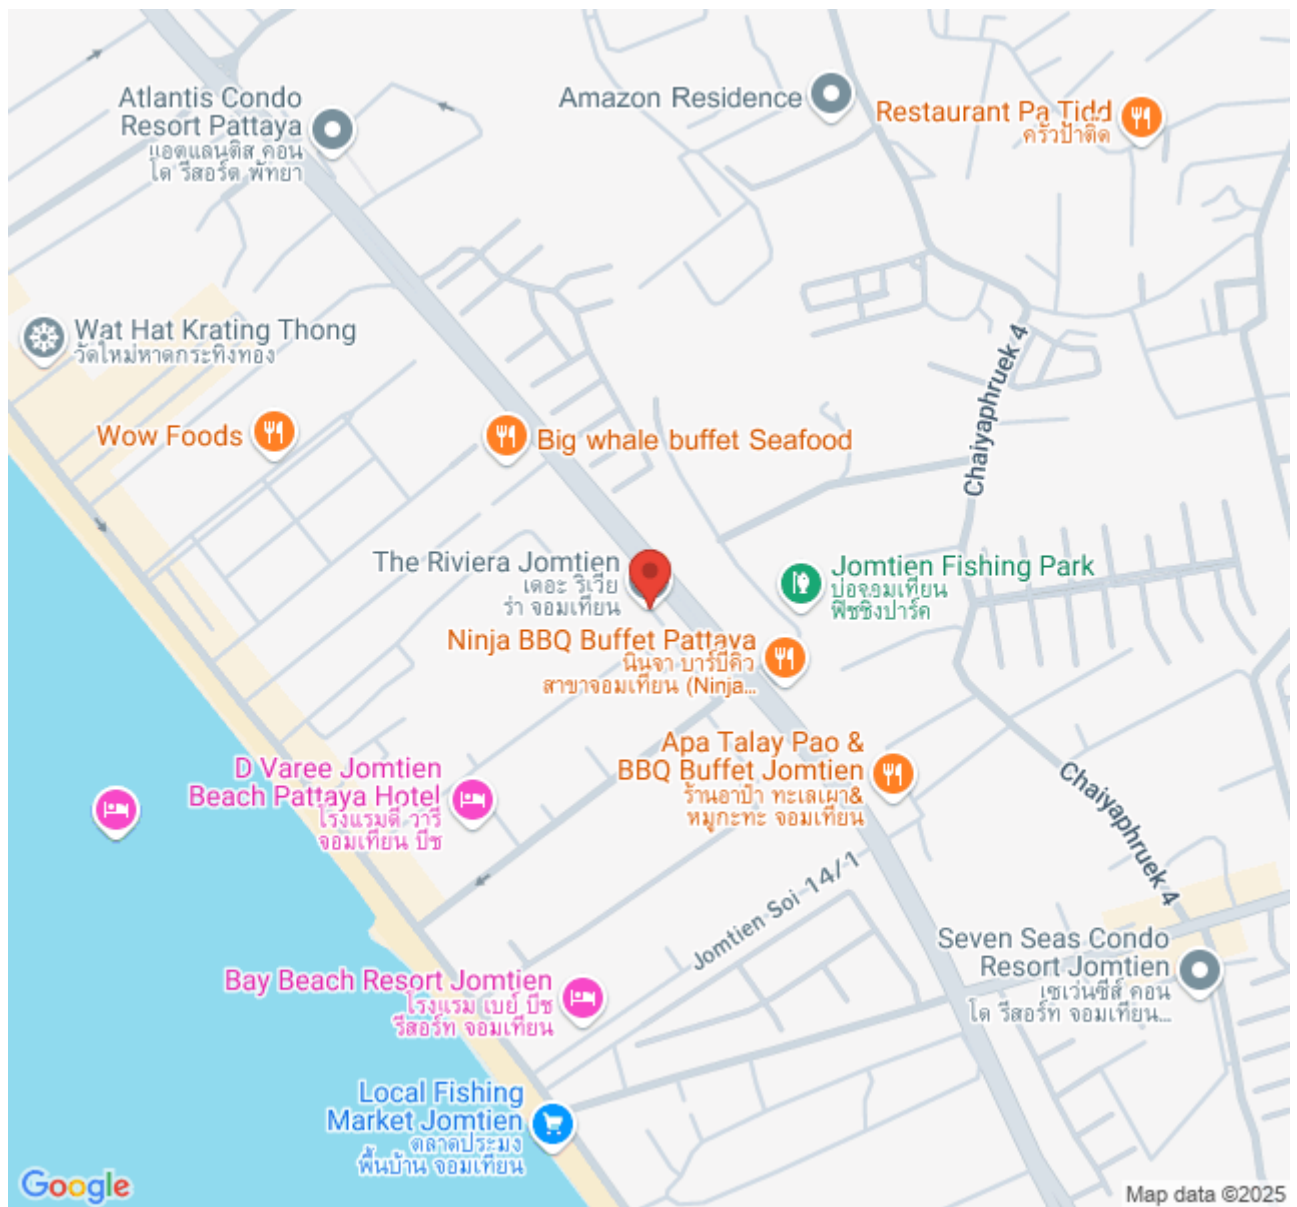 Atlantis Condo
Resort Pattaya
แอตแลนติส คอน
โด รีสอร์ต พัทยา
Amazon Residence
Restaurant Pa Tidd
ครัวป้าติ๊ด
Wat Hat Krating Thong
วัดใหม่หาดกระทิงทอง
Chaiyaphruek 4
Wow Foods
Big whale buffet Seafood
The Riviera Jomtien
เดอะ ริเวีย
ร่า จอมเทียน
Jomtien Fishing Park
บ่อจอมเทียน
ฟิชชิงปาร์ค
Ninja BBQ Buffet Pattaya
นินจา บาร์บีคิว
สาขาจอมเทียน (Ninja...
Apa Talay Pao &
BBQ Buffet Jomtien
ร้านอาป๋า ทะเลเผา&
หมูกะทะ จอมเทียน
D Varee Jomtien
Beach Pattaya Hotel
โรงแรมดี วารี
จอมเทียน บีช
Chaiyaphruek 4
Jomtien Soi 14/1
Seven Seas Condo
Resort Jomtien
เซเว่นซีส์ คอน
โด รีสอร์ท จอมเทียน...
Bay Beach Resort Jomtien
โรงแรม เบย์ บีช
รีสอร์ท จอมเทียน
Local Fishing
Market Jomtien
ตลาดประมง
พื้นบ้าน จอมเทียน
Google
Map data ©2025